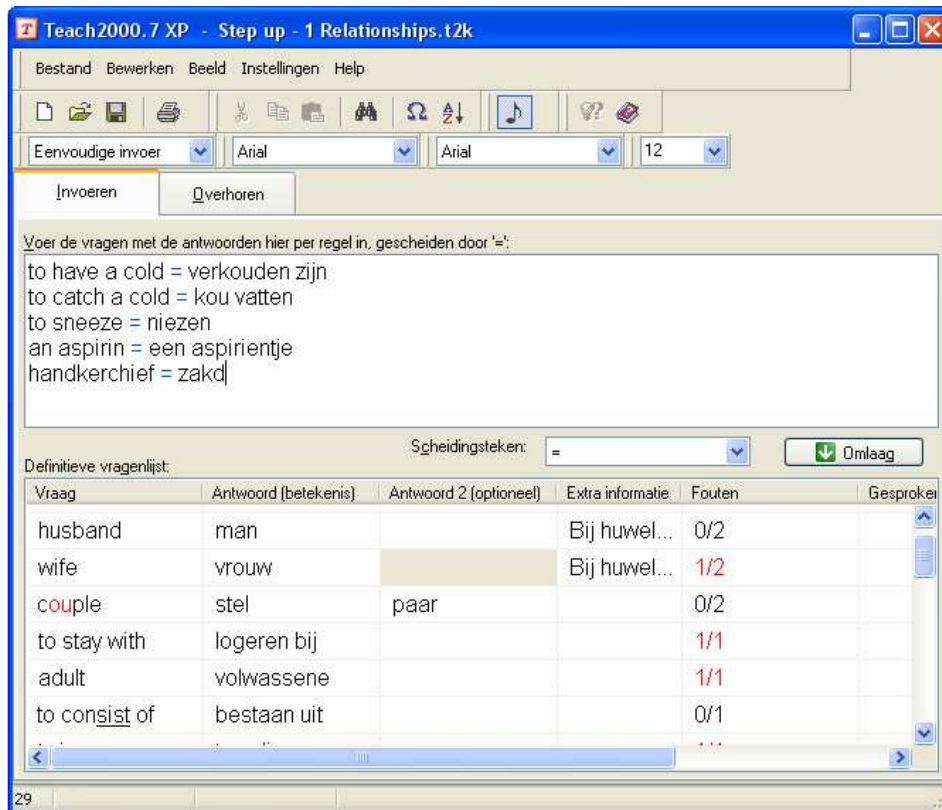 Teach2000.7 XP - Step up - 1 Relationships.t2k
Bestand Bewerken Beeld Instellingen Help
Eenvoudige invoer Arial Arial 12
Invoeren Overhoren
Voer de vragen met de antwoorden hier per regel in, gescheiden door '=':
to have a cold = verkouden zijn
to catch a cold = kou vatten
to sneeze = niezen
an aspirin = een aspirientje
handkerchief = zakd
Scheidingsteken: = Omlaag
Definitieve vragenlijst:
Vraag Antwoord (betekenis) Antwoord 2 (optioneel) Extra informatie Fouten Gesproken
husband man Bij huwel... 0/2
wife vrouw Bij huwel... 1/2
couple stel paar 0/2
to stay with logeren bij 1/1
adult volwassene 1/1
to consist of bestaan uit 0/1
29